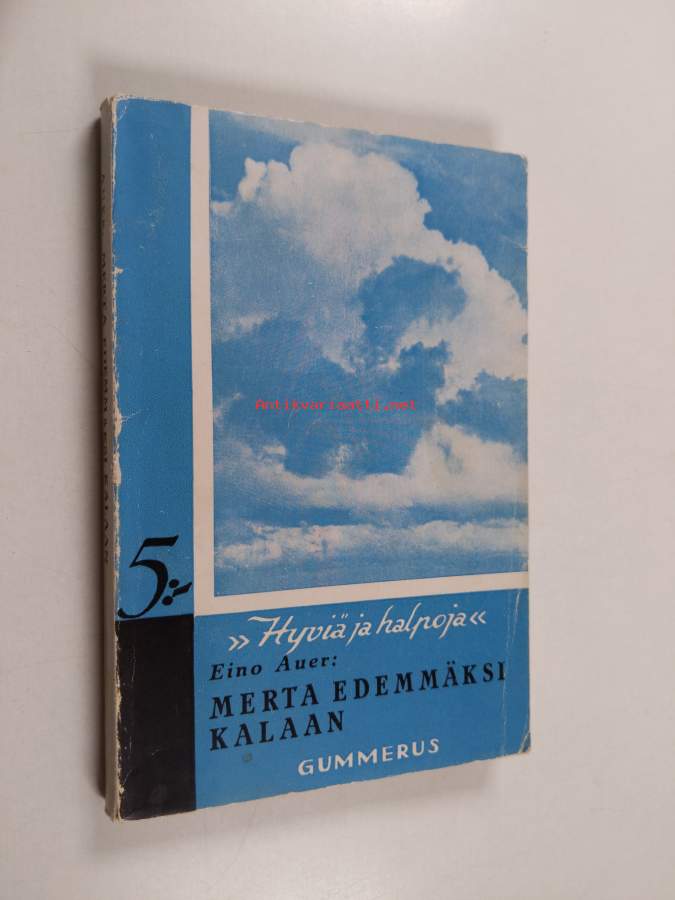 Antikvariaatti.net
5:-
»Hyviä ja halpoja«
Eino Auer:
MERTA EDEMMÄKSI
KALAAN
GUMMERUS